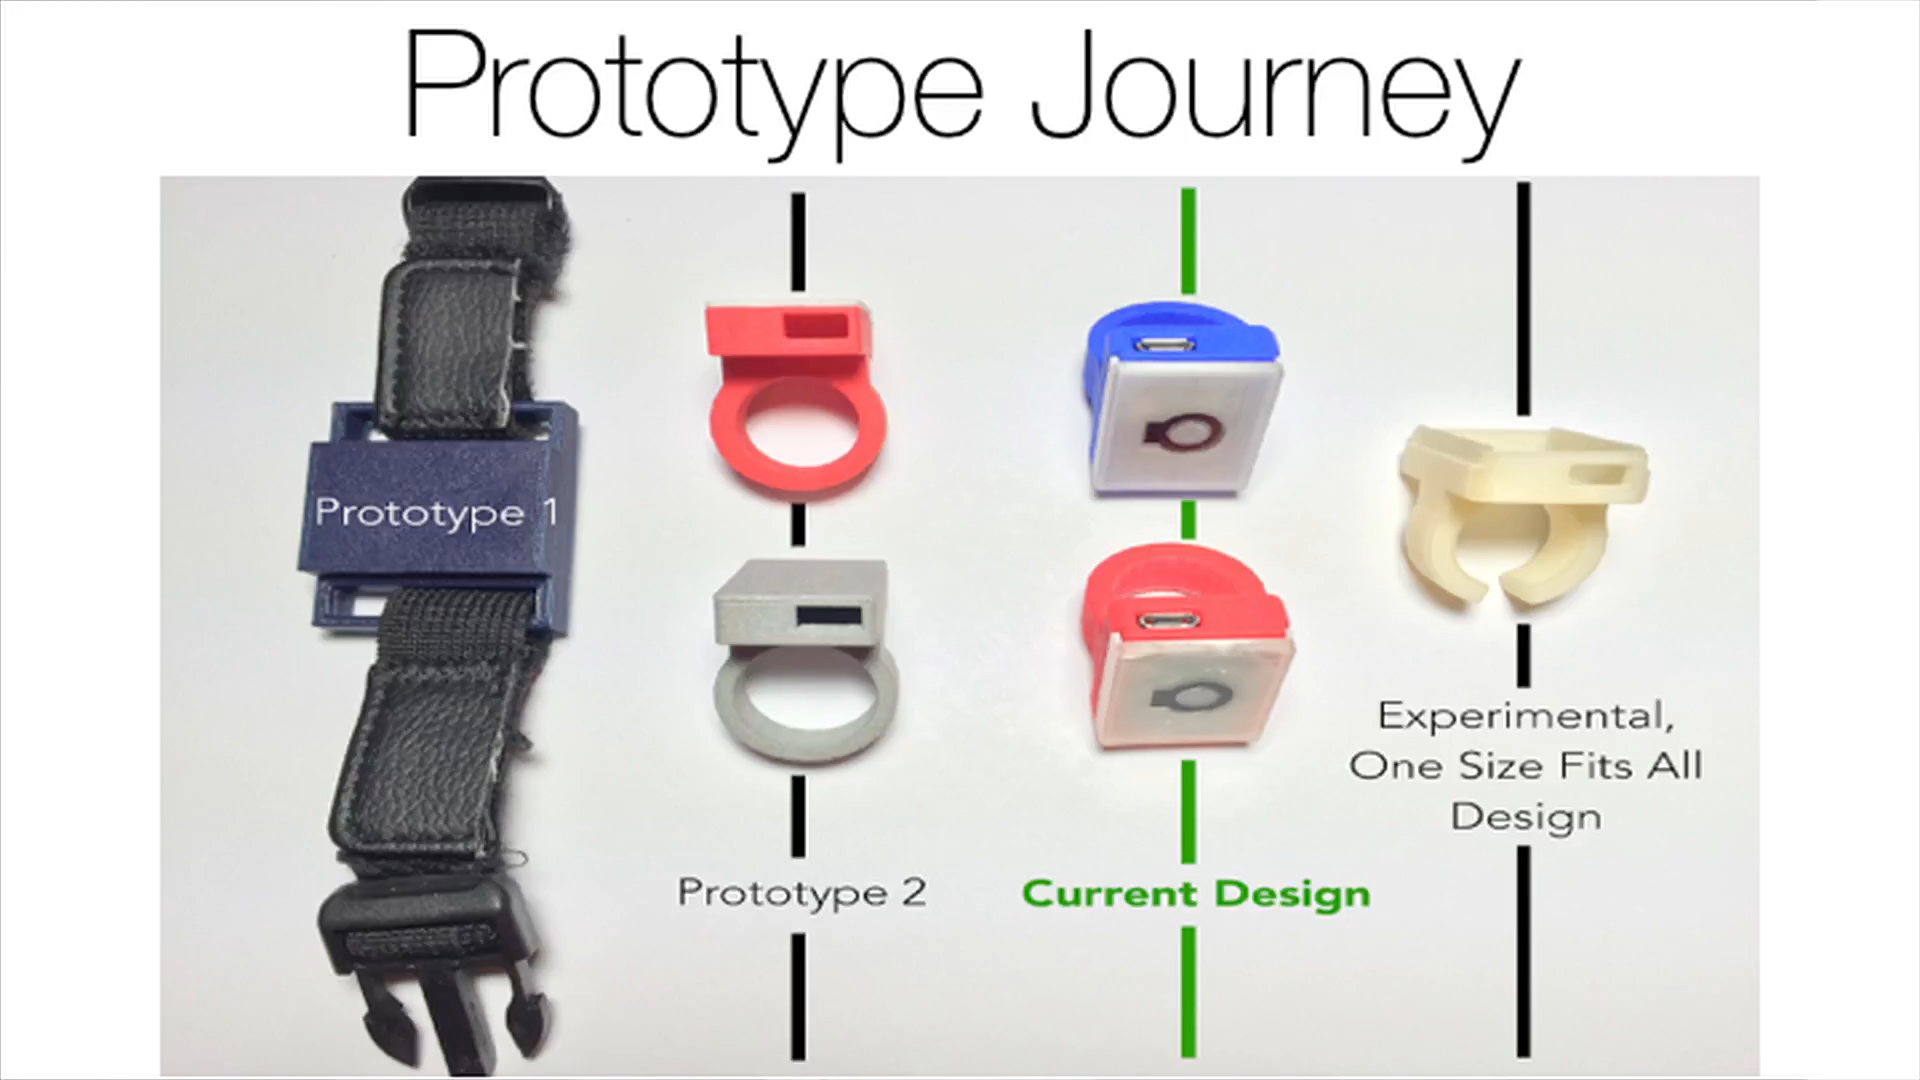 Prototype Journey
Prototype 1
Prototype 2
Current Design
Experimental,
One Size Fits All
Design